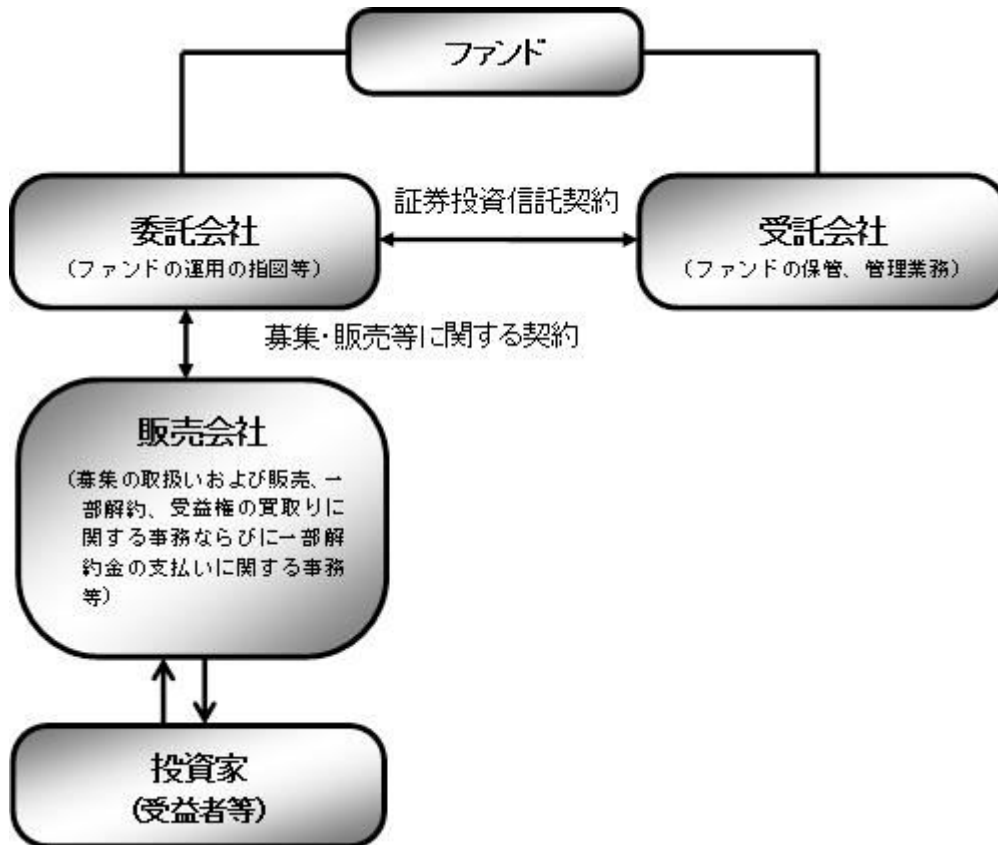 ファンド
証券投資信託契約
委託会社
(ファンドの運用の指図等)
受託会社
(ファンドの保管、管理業務)
募集・販売等に関する契約
販売会社
(募集の取扱いおよび販売、一
部解約、受益権の買取りに
関する事務ならびに一部解
約金の支払いに関する事務
等)
投資家
(受益者等)